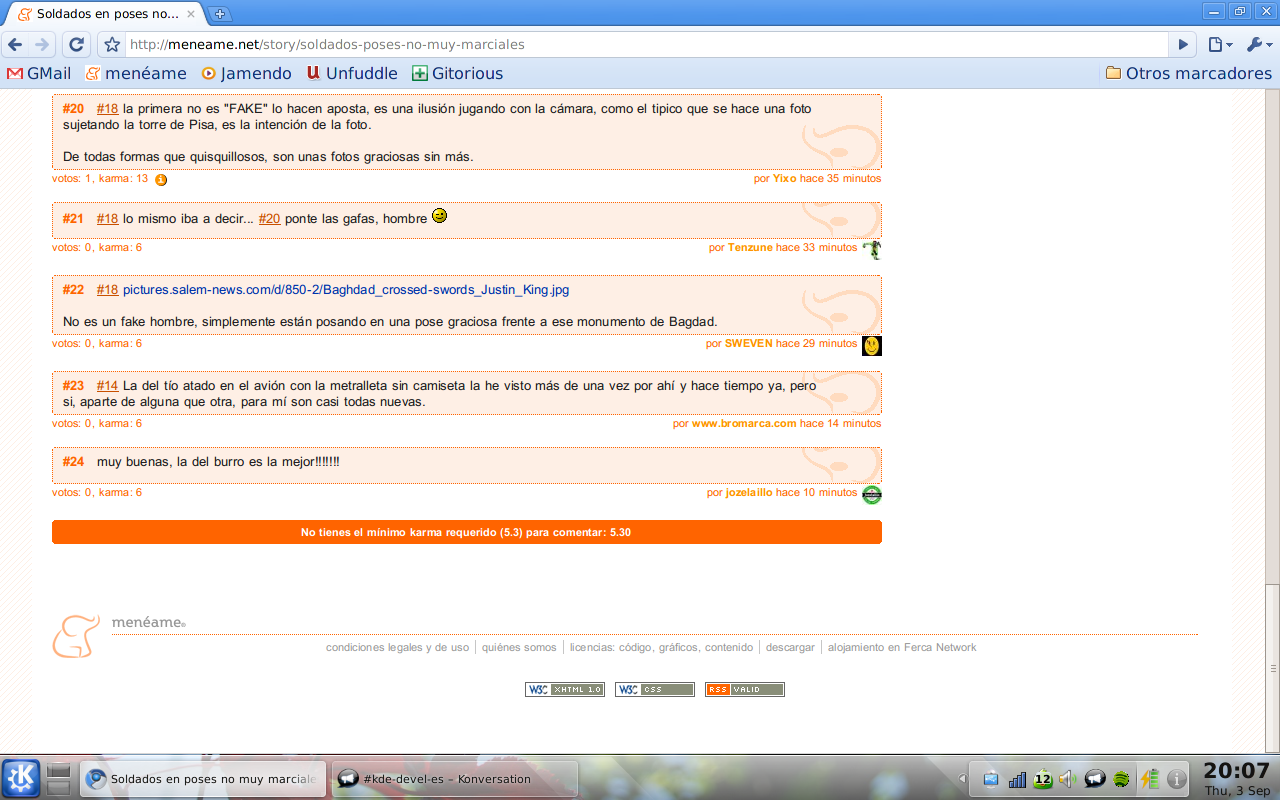 Soldados en poses no...
http://meneame.net/story/soldados-poses-no-muy-marciales
GMail menéame Jamendo Unfuddle Gitorious Otros marcadores
#20 #18 la primera no es "FAKE" lo hacen aposta, es una ilusión jugando con la cámara, como el tipico que se hace una foto
sujetando la torre de Pisa, es la intención de la foto.
De todas formas que quisquillosos, son unas fotos graciosas sin más.
votos: 1, karma: 13 por Yixo hace 35 minutos
#21 #18 lo mismo iba a decir... #20 ponte las gafas, hombre
votos: 0, karma: 6 por Tenzune hace 33 minutos
#22 #18 pictures.salem-news.com/d/850-2/Baghdad_crossed-swords_Justin_King.jpg
No es un fake hombre, simplemente están posando en una pose graciosa frente a ese monumento de Bagdad.
votos: 0, karma: 6 por SWEVEN hace 29 minutos
#23 #14 La del tío atado en el avión con la metralleta sin camiseta la he visto más de una vez por ahí y hace tiempo ya, pero
si, aparte de alguna que otra, para mí son casi todas nuevas.
votos: 0, karma: 6 por www.bromarca.com hace 14 minutos
#24 muy buenas, la del burro es la mejor!!!!!!!
votos: 0, karma: 6 por jozelaillo hace 10 minutos
No tienes el mínimo karma requerido (5.3) para comentar: 5.30
menéame®
condiciones legales y de uso quiénes somos licencias: código, gráficos, contenido descargar alojamiento en Ferca Network
W3C XHTML 1.0 W3C CSS RSS VALID
Soldados en poses no muy marciale #kde-devel-es – Konversation 12 20:07
Thu, 3 Sep